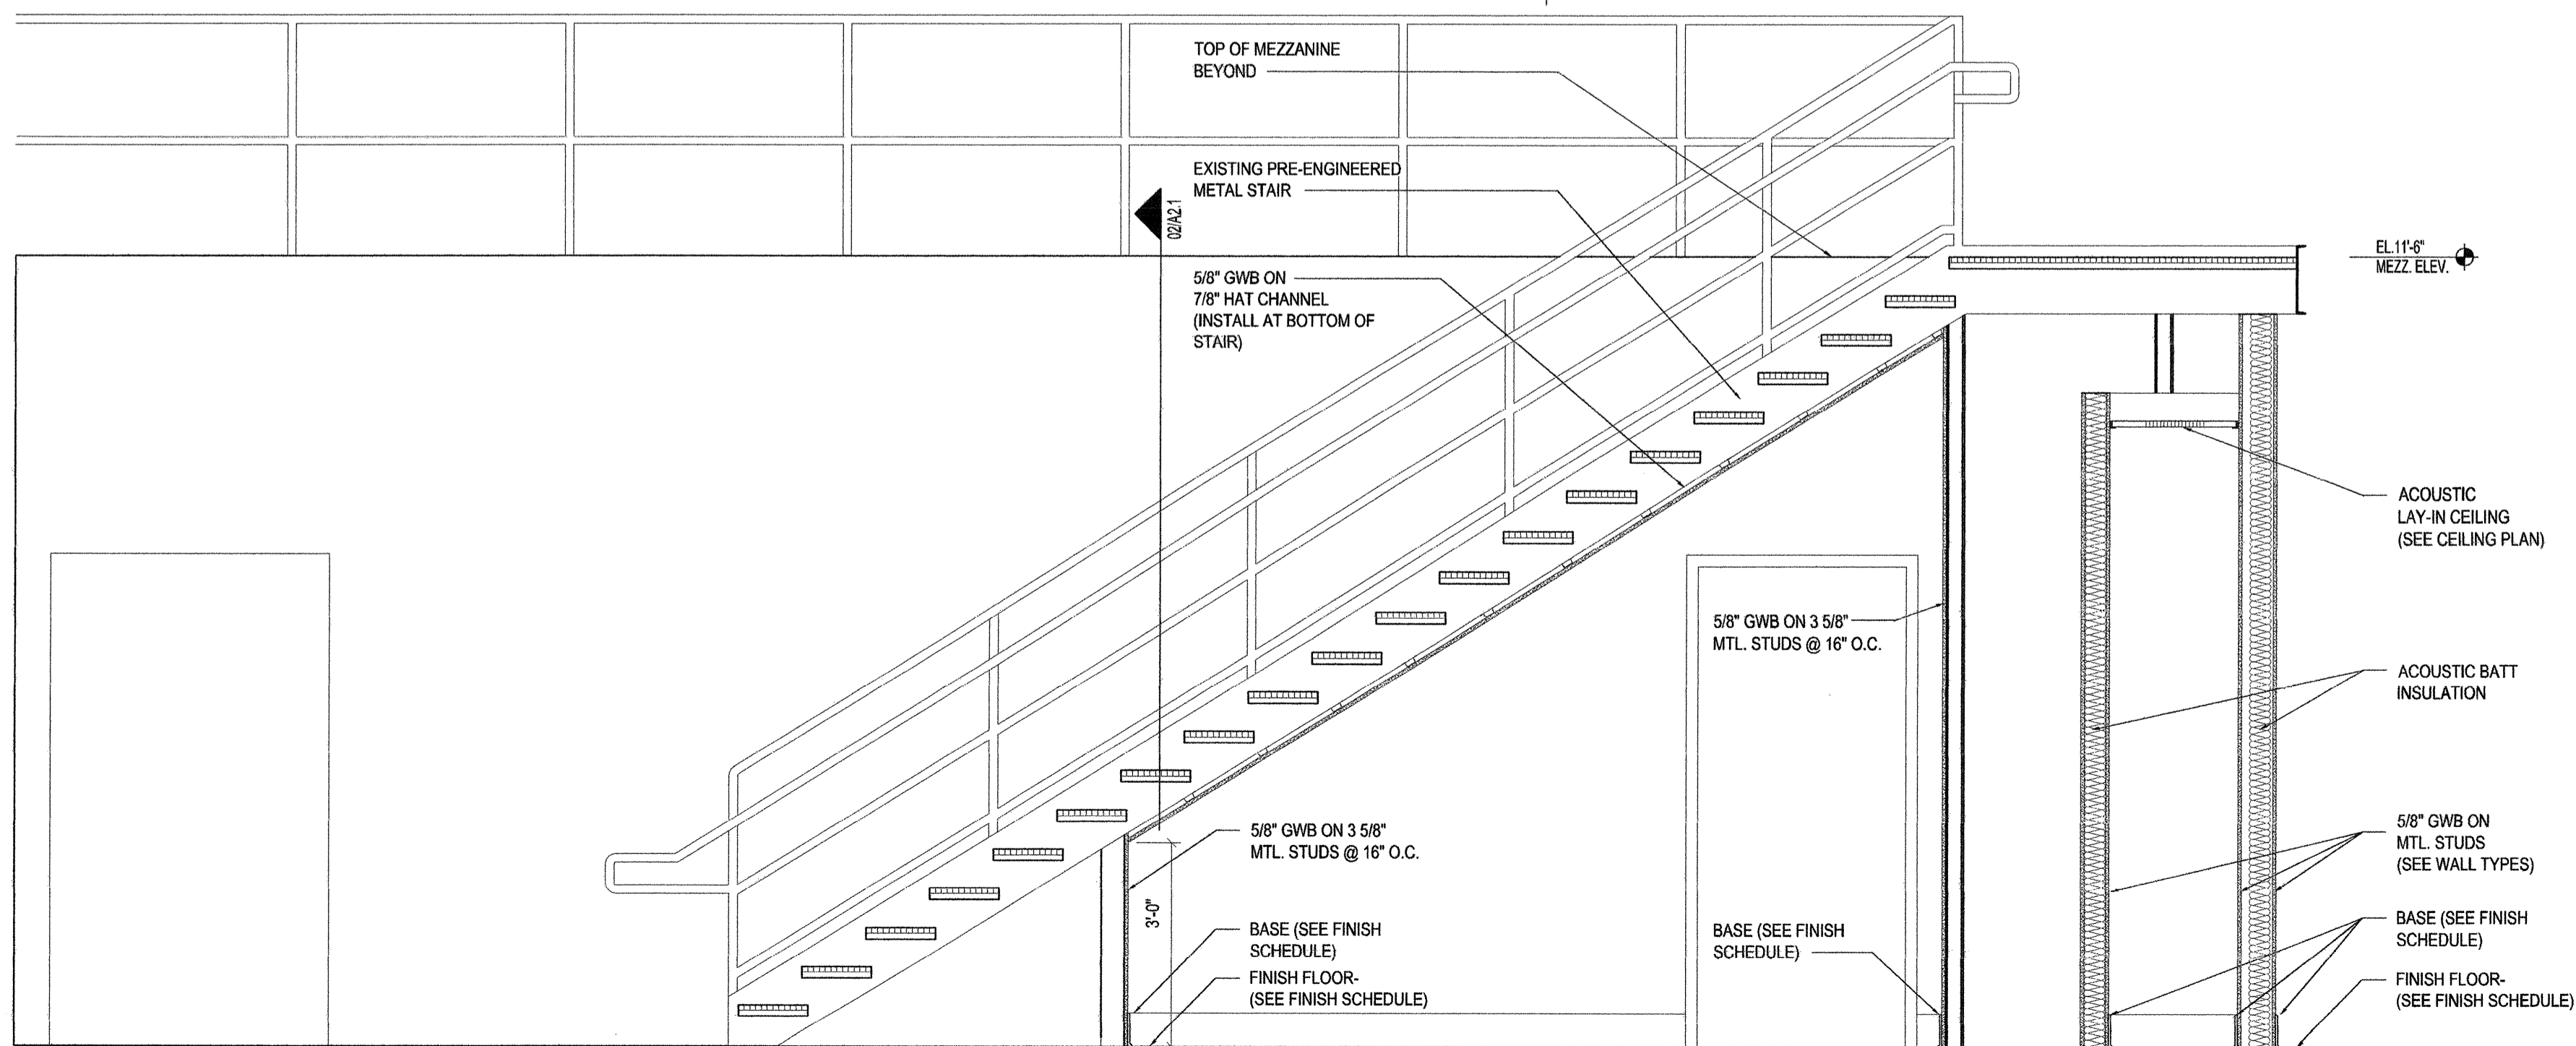 TOP OF MEZZANINE
BEYOND
EXISTING PRE-ENGINEERED
METAL STAIR
02/A2.1
5/8" GWB ON
7/8" HAT CHANNEL
(INSTALL AT BOTTOM OF
STAIR)
EL.11'-6"
MEZZ. ELEV.
ACOUSTIC
LAY-IN CEILING
(SEE CEILING PLAN)
5/8" GWB ON 3 5/8"
MTL. STUDS @ 16" O.C.
ACOUSTIC BATT
INSULATION
5/8" GWB ON 3 5/8"
MTL. STUDS @ 16" O.C.
5/8" GWB ON
MTL. STUDS
(SEE WALL TYPES)
3'-0"
BASE (SEE FINISH
SCHEDULE)
BASE (SEE FINISH
SCHEDULE)
BASE (SEE FINISH
SCHEDULE)
FINISH FLOOR-
(SEE FINISH SCHEDULE)
FINISH FLOOR-
(SEE FINISH SCHEDULE)